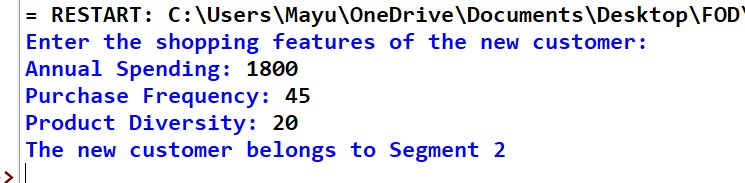 = RESTART: C:\Users\Mayu\OneDrive\Documents\Desktop\FOD\
Enter the shopping features of the new customer:
Annual Spending: 1800
Purchase Frequency: 45
Product Diversity: 20
The new customer belongs to Segment 2
>